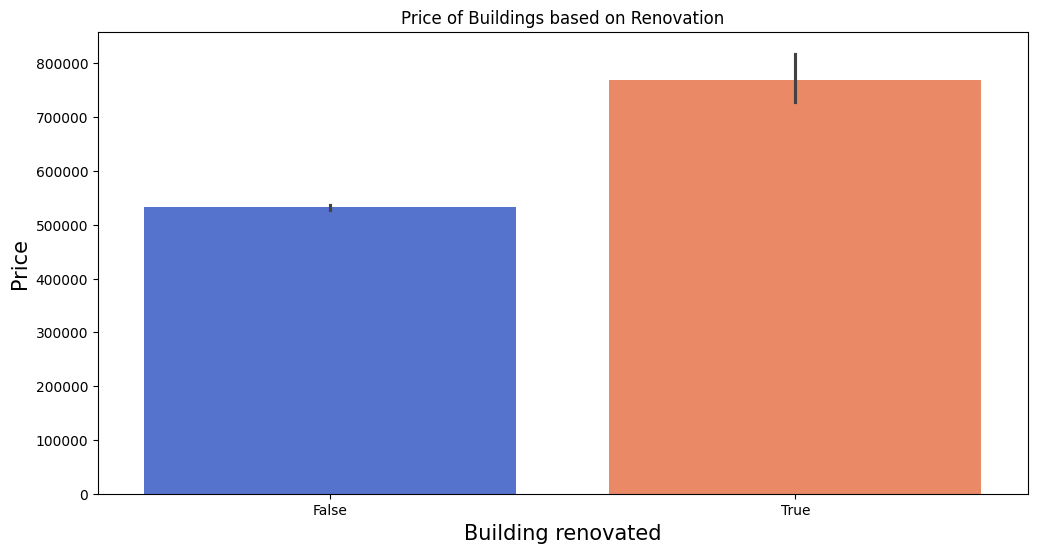 Price of Buildings based on Renovation
800000
700000
600000
500000
400000
300000
200000
100000
0
Price
False
True
Building renovated